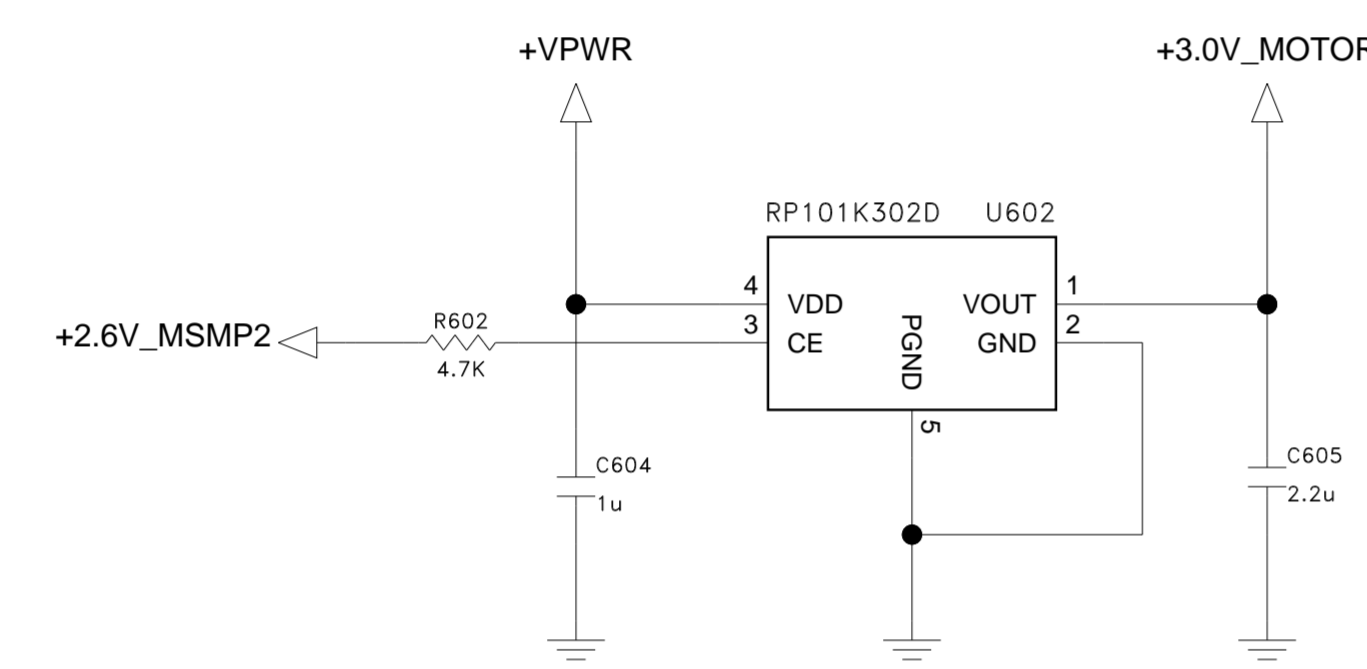 +VPWR
+3.0V_MOTOR
RP101K302D U602
4 VDD VOUT 1
3 CE GND 2
PGND
5
+2.6V_MSMP2
R602
4.7K
C604
1u
C605
2.2u